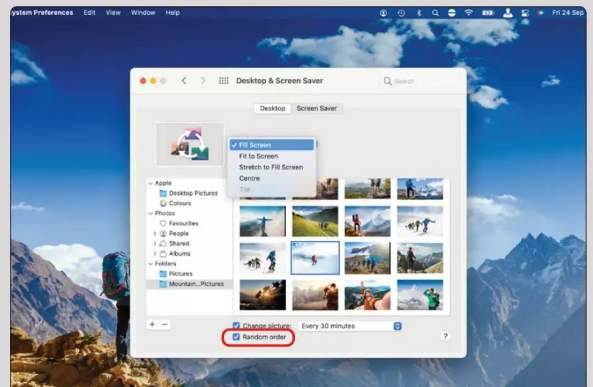 ystem Preferences Edit View Window Help Fri 24 Sep
Desktop & Screen Saver Search
Desktop Screen Saver
✓ Fill Screen
Fit to Screen
Stretch to Fill Screen
Centre
Tile
Apple
Desktop Pictures
Colours
Photos
Favourites
People
Shared
Albums
Folders
Pictures
Mountain...Pictures
+ −
Change picture: Every 30 minutes
Random order ?